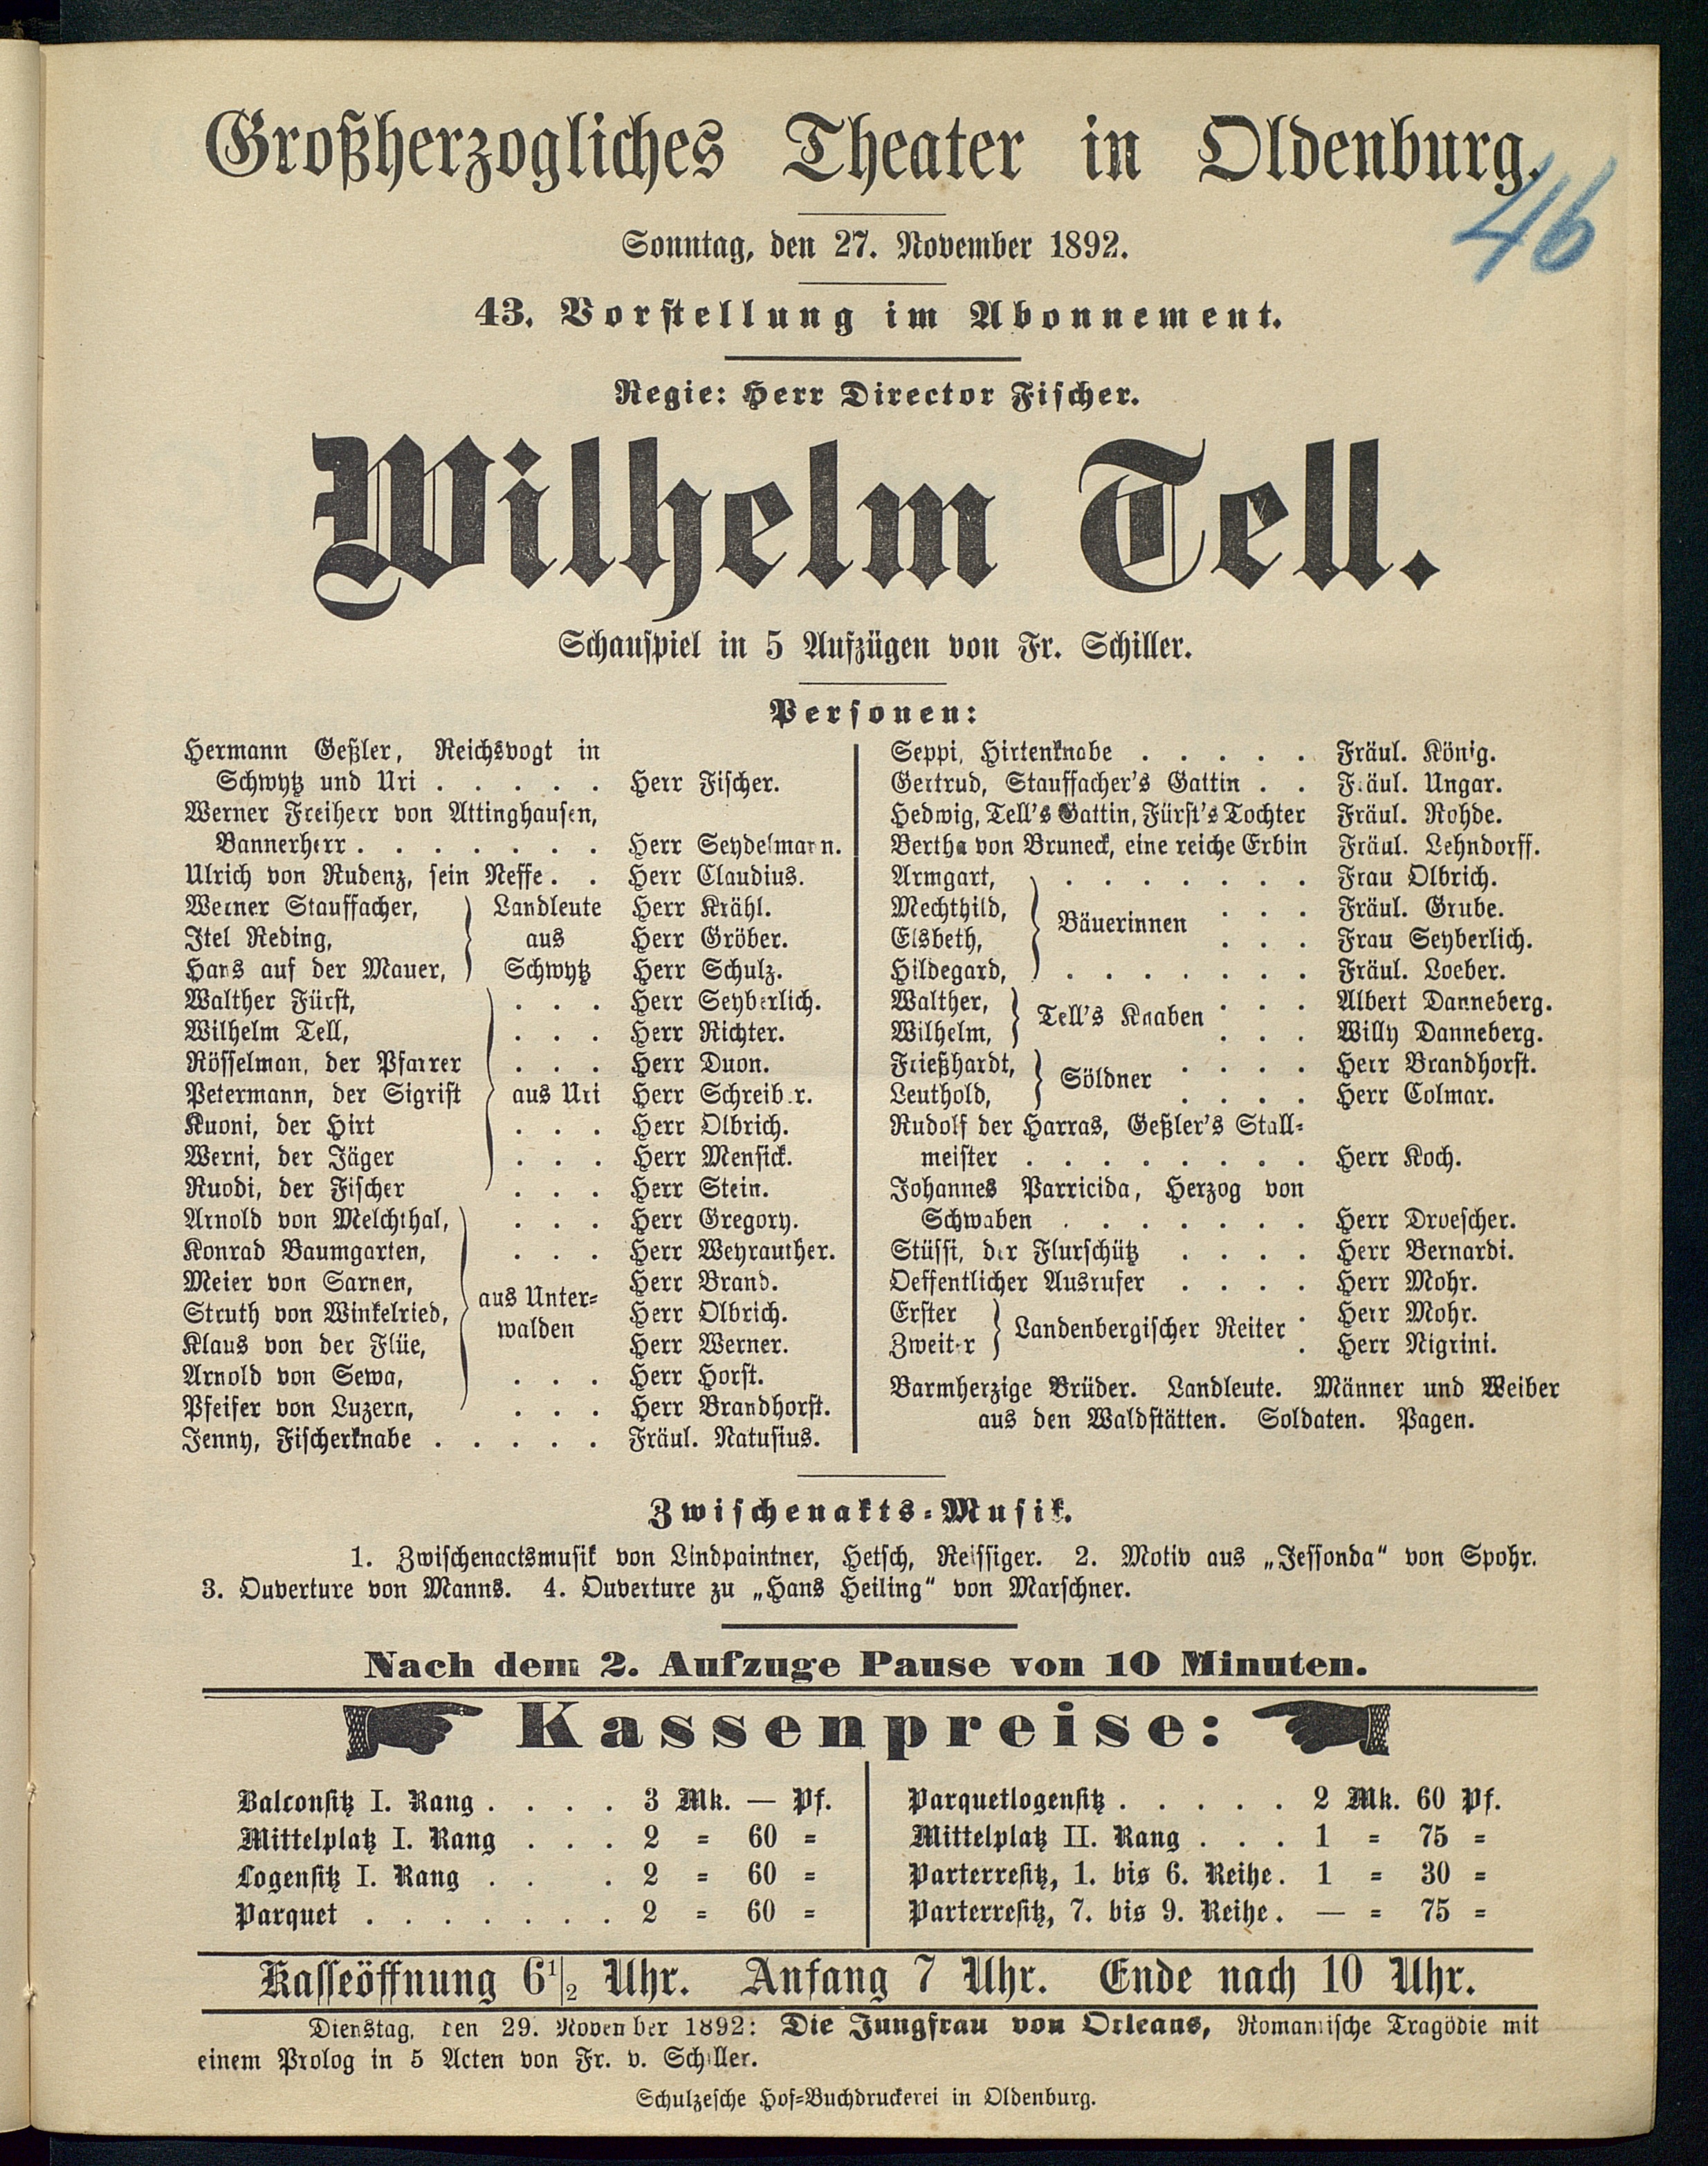 Großherzogliches Theater in Oldenburg.
46
Sonntag, den 27. November 1892.
43. Vorstellung im Abonnement.
Regie: Herr Director Fischer.
Wilhelm Tell.
Schauspiel in 5 Aufzügen von Fr. Schiller.
Personen:
Hermann Geßler, Reichsvogt in
Schwytz und Uri . . . . . Herr Fischer.
Werner Freiherr von Attinghausen,
Bannerherr . . . . . . . Herr Seydelmann.
Ulrich von Rudenz, sein Neffe . . Herr Claudius.
Werner Stauffacher, Landleute Herr Krähl.
Itel Reding, aus Herr Gröber.
Hans auf der Mauer, Schwytz Herr Schulz.
Walther Fürst, . . . Herr Seyberlich.
Wilhelm Tell, . . . Herr Richter.
Rösselman, der Pfarrer . . . Herr Duon.
Petermann, der Sigrist aus Uri Herr Schreiber.
Kuoni, der Hirt . . . Herr Olbrich.
Werni, der Jäger . . . Herr Mensick.
Ruodi, der Fischer . . . Herr Stein.
Arnold von Melchthal, . . . Herr Gregory.
Konrad Baumgarten, . . . Herr Weyrauther.
Meier von Sarnen, Herr Brand.
aus Unter=
Struth von Winkelried, Herr Olbrich.
walden
Klaus von der Flüe, Herr Werner.
Arnold von Sewa, . . . Herr Horst.
Pfeifer von Luzern, . . . Herr Brandhorst.
Jenny, Fischerknabe . . . . . Fräul. Natusius.
Seppi, Hirtenknabe . . . . . Fräul. König.
Gertrud, Stauffacher's Gattin . . Fräul. Ungar.
Hedwig, Tell's Gattin, Fürst's Tochter Fräul. Rohde.
Bertha von Bruneck, eine reiche Erbin Fräul. Lehndorff.
Armgart, . . . . . . . Frau Olbrich.
Mechthild, . . . Fräul. Grube.
Bäuerinnen
Elsbeth, . . . Frau Seyberlich.
Hildegard, . . . . . . . Fräul. Loeber.
Walther, . . . Albert Danneberg.
Tell's Knaben
Wilhelm, . . . Willy Danneberg.
Frießhardt, . . . . Herr Brandhorst.
Söldner
Leuthold, . . . . Herr Colmar.
Rudolf der Harras, Geßler's Stall=
meister . . . . . . . . Herr Koch.
Johannes Parricida, Herzog von
Schwaben . . . . . . . Herr Droescher.
Stüssi, der Flurschütz . . . . Herr Bernardi.
Oeffentlicher Ausrufer . . . . Herr Mohr.
Erster . Herr Mohr.
Landenbergischer Reiter
Zweiter . Herr Nigrini.
Barmherzige Brüder. Landleute. Männer und Weiber
aus den Waldstätten. Soldaten. Pagen.
Zwischenakts=Musik.
1. Zwischenactsmusik von Lindpaintner, Hetsch, Reissiger. 2. Motiv aus „Jessonda“ von Spohr.
3. Ouverture von Manns. 4. Ouverture zu „Hans Heiling“ von Marschner.
Nach dem 2. Aufzuge Pause von 10 Minuten.
Kassenpreise:
Balconsitz I. Rang . . . . 3 Mk. — Pf.
Mittelplatz I. Rang . . . 2 = 60 =
Logensitz I. Rang . . . 2 = 60 =
Parquet . . . . . . . 2 = 60 =
Parquetlogensitz . . . . . 2 Mk. 60 Pf.
Mittelplatz II. Rang . . . 1 = 75 =
Parterresitz, 1. bis 6. Reihe . 1 = 30 =
Parterresitz, 7. bis 9. Reihe . — = 75 =
Kasseöffnung 6½ Uhr. Anfang 7 Uhr. Ende nach 10 Uhr.
Dienstag, den 29. November 1892: Die Jungfrau von Orleans, Romantische Tragödie mit
einem Prolog in 5 Acten von Fr. v. Schiller.
Schulzesche Hof=Buchdruckerei in Oldenburg.